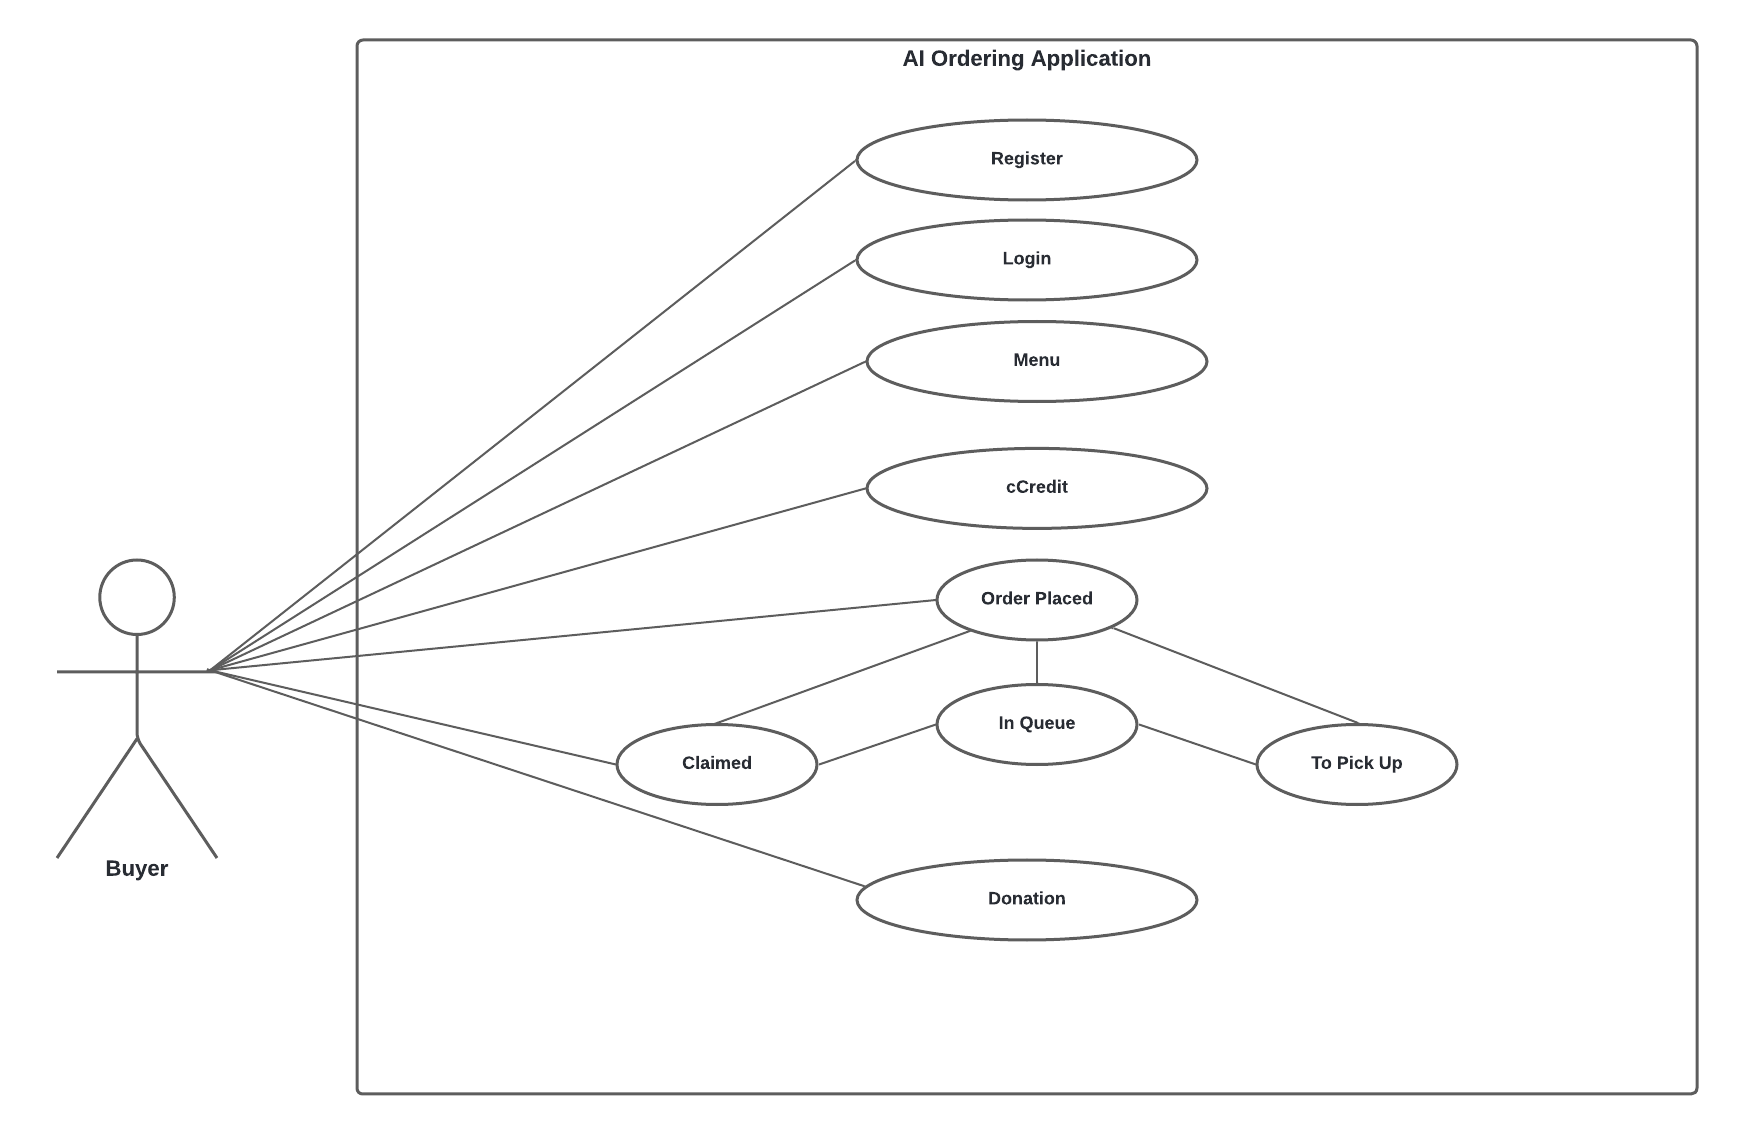 AI Ordering Application
Register
Login
Menu
cCredit
Order Placed
In Queue
Claimed
To Pick Up
Buyer
Donation